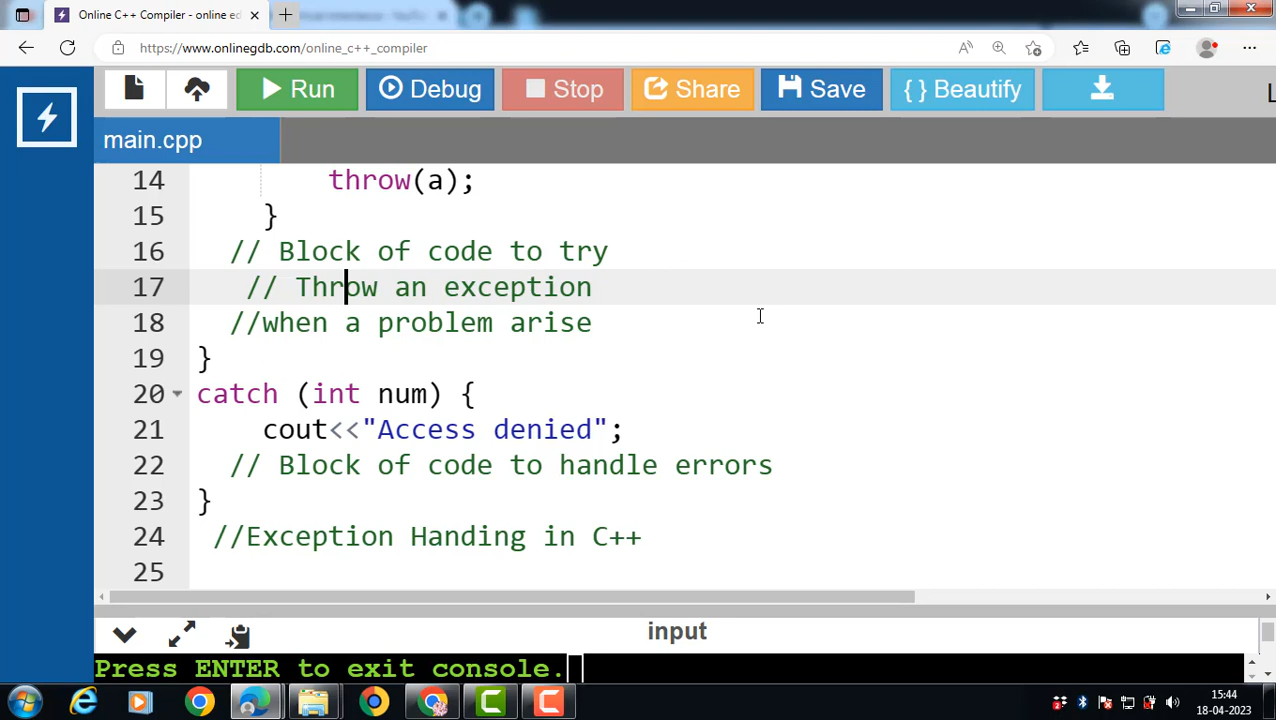 Online C++ Compiler - online ed
https://www.onlinegdb.com/online_c++_compiler
Run
Debug
Stop
Share
Save
{ } Beautify
main.cpp
14 throw(a);
15 }
16 // Block of code to try
17 // Throw an exception
18 //when a problem arise
19 }
20 catch (int num) {
21 cout<<"Access denied";
22 // Block of code to handle errors
23 }
24 //Exception Handing in C++
25
input
Press ENTER to exit console.
15:44
18-04-2023